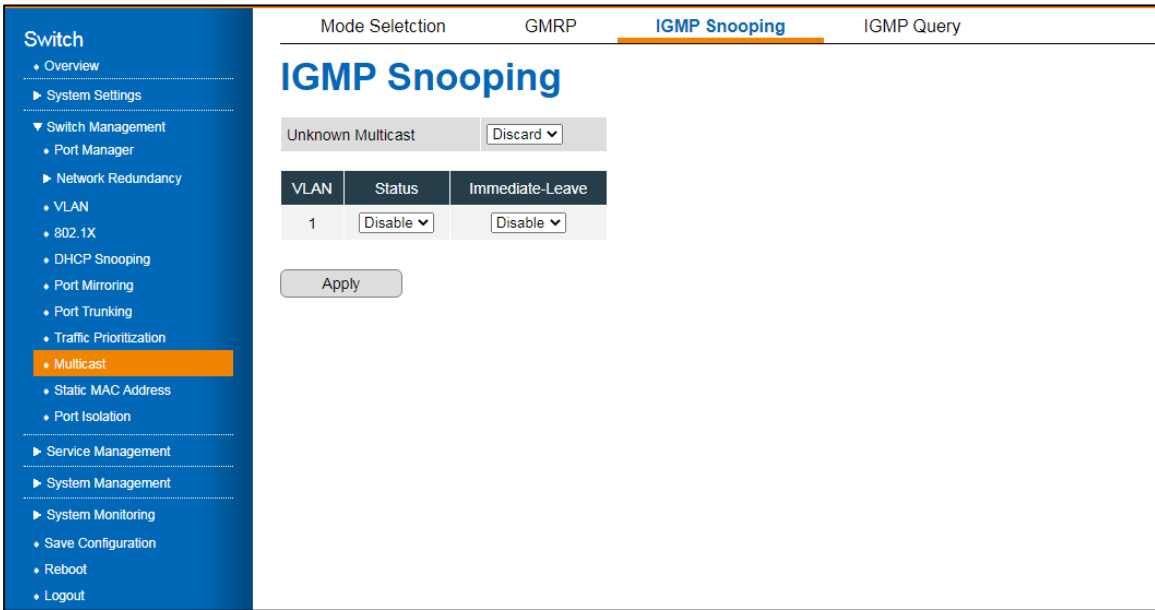 Switch
Overview
System Settings
Switch Management
Port Manager
Network Redundancy
VLAN
802.1X
DHCP Snooping
Port Mirroring
Port Trunking
Traffic Prioritization
Multicast
Static MAC Address
Port Isolation
Service Management
System Management
System Monitoring
Save Configuration
Reboot
Logout
Mode Seletction GMRP IGMP Snooping IGMP Query
IGMP Snooping
Unknown Multicast Discard
VLAN Status Immediate-Leave
1 Disable Disable
Apply